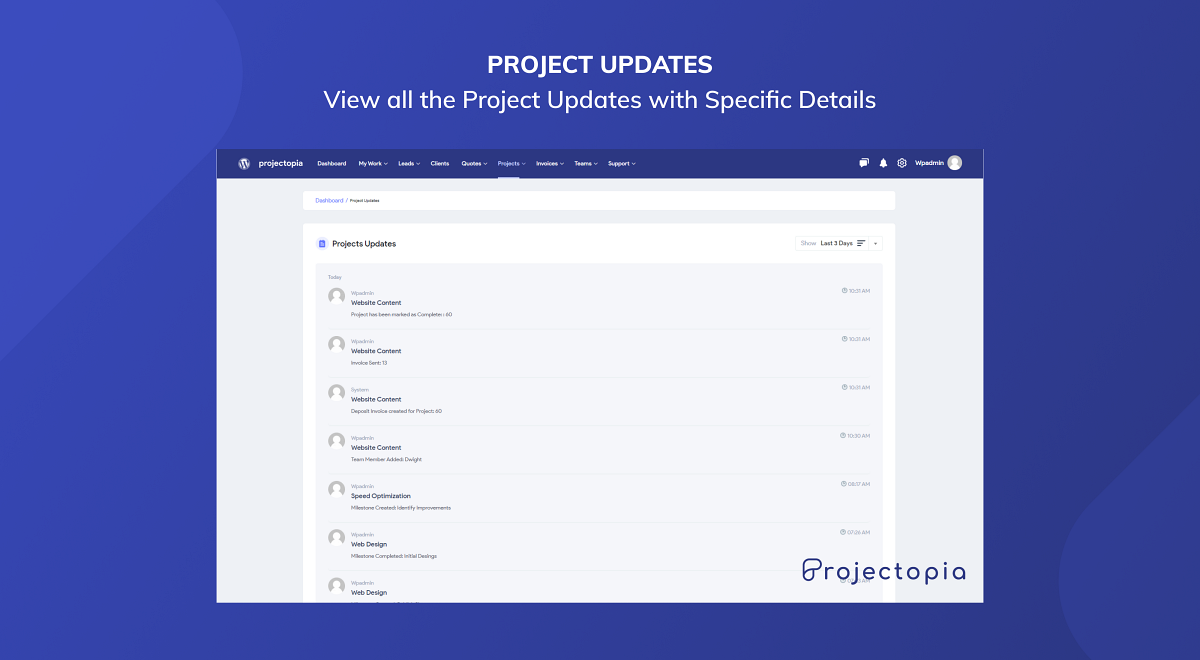 PROJECT UPDATES
View all the Project Updates with Specific Details
projectopia Dashboard My Work Leads Clients Quotes Projects Invoices Teams Support Wpadmin
Dashboard / Project Updates
Projects Updates Show Last 3 Days
Today
Wpadmin 10:31 AM
Website Content
Project has been marked as Complete: : 60
Wpadmin 10:31 AM
Website Content
Invoice Sent: 13
System 10:31 AM
Website Content
Deposit Invoice created for Project: 60
Wpadmin 10:30 AM
Website Content
Team Member Added: Dwight
Wpadmin 08:17 AM
Speed Optimization
Milestone Created: Identify Improvements
Wpadmin 07:26 AM
Web Design
Milestone Completed: Initial Desings
Wpadmin
Web Design
Projectopia